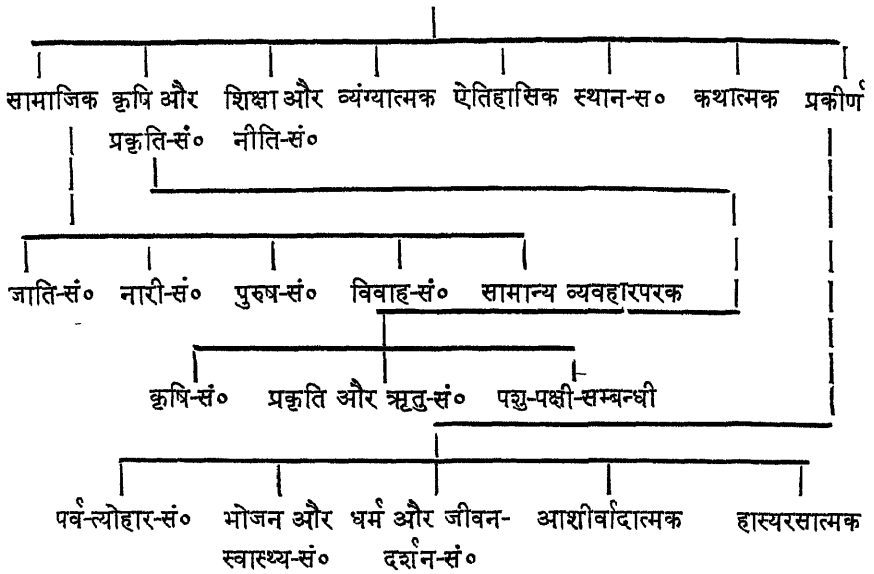 सामाजिक कृषि और शिक्षा और व्यंग्यात्मक ऐतिहासिक स्थान-स० कथात्मक प्रकीर्ण
प्रकृति-सं० नीति-सं०
जाति-सं० नारी-सं० पुरुष-सं० विवाह-सं० सामान्य व्यवहारपरक
कृषि-सं० प्रकृति और ऋतु-सं० पशु-पक्षी-सम्बन्धी
पर्व-त्योहार-सं० भोजन और धर्म और जीवन- आशीर्वादात्मक हास्यरसात्मक
स्वास्थ्य-सं० दर्शन-सं०